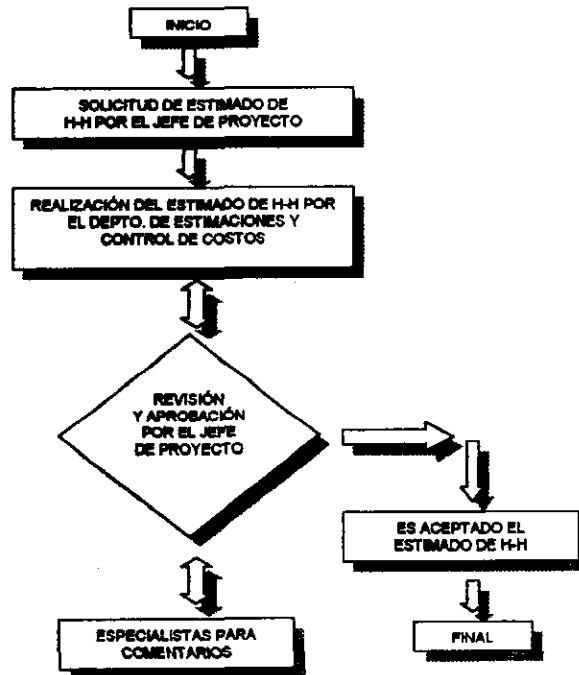 INICIO
SOLICITUD DE ESTIMADO DE
H-H POR EL JEFE DE PROYECTO
REALIZACIÓN DEL ESTIMADO DE H-H POR
EL DEPTO. DE ESTIMACIONES Y
CONTROL DE COSTOS
REVISIÓN
Y APROBACIÓN
POR EL JEFE
DE PROYECTO
ES ACEPTADO EL
ESTIMADO DE H-H
ESPECIALISTAS PARA
COMENTARIOS
FINAL